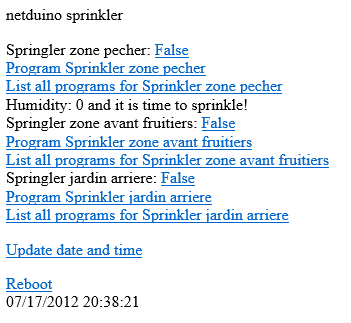 netduino sprinkler
Springler zone pecher: False
Program Sprinkler zone pecher
List all programs for Sprinkler zone pecher
Humidity: 0 and it is time to sprinkle!
Springler zone avant fruitiers: False
Program Sprinkler zone avant fruitiers
List all programs for Sprinkler zone avant fruitiers
Springler jardin arriere: False
Program Sprinkler jardin arriere
List all programs for Sprinkler jardin arriere
Update date and time
Reboot
07/17/2012 20:38:21